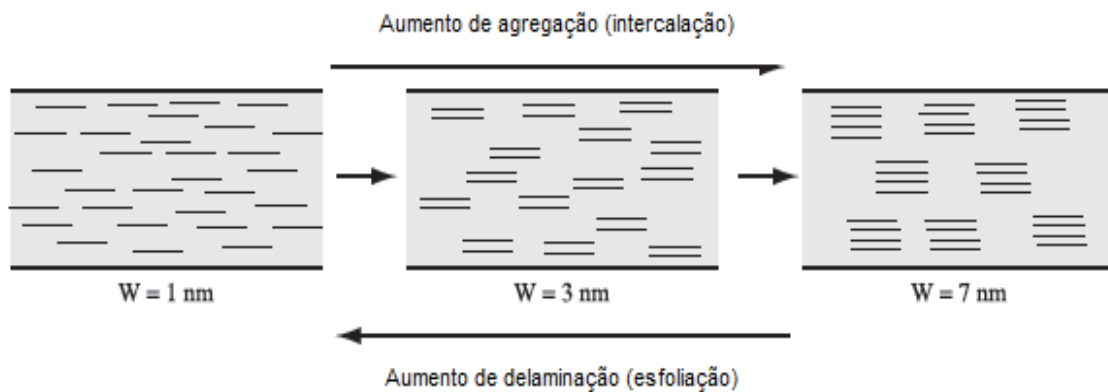 Aumento de agregação (intercalação)
W = 1 nm
W = 3 nm
W = 7 nm
Aumento de delaminação (esfoliação)